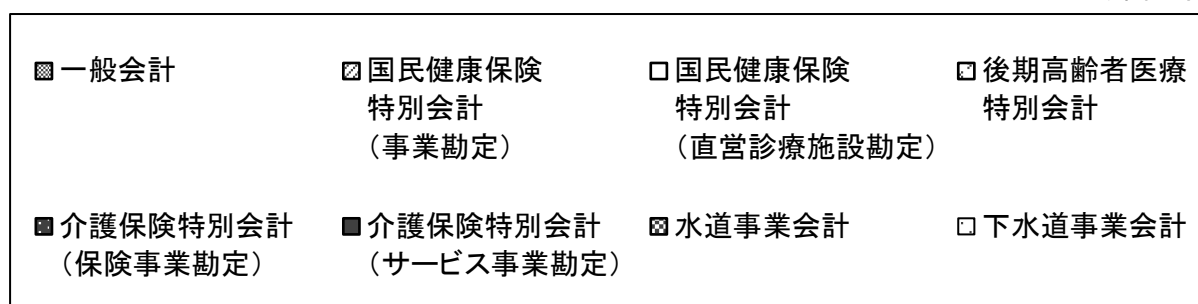 一般会計
国民健康保険
特別会計
（事業勘定）
国民健康保険
特別会計
（直営診療施設勘定）
後期高齢者医療
特別会計
介護保険特別会計
（保険事業勘定）
介護保険特別会計
（サービス事業勘定）
水道事業会計
下水道事業会計